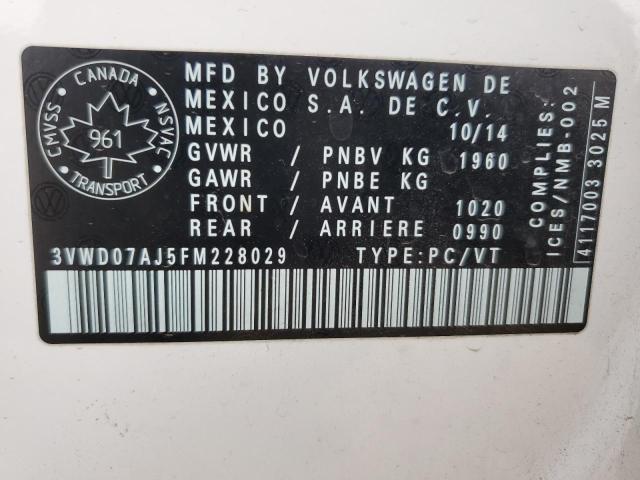 CANADA
CMVSS
NSVAC
961
TRANSPORT
MFD BY VOLKSWAGEN DE
MEXICO S.A. DE C.V.
MEXICO 10/14
GVWR / PNBV KG 1960
GAWR / PNBE KG
FRONT / AVANT 1020
REAR / ARRIERE 0990
3VWD07AJ5FM228029 TYPE:PC/VT
COMPLIES:
ICES/NMB-002
4117003 3025M